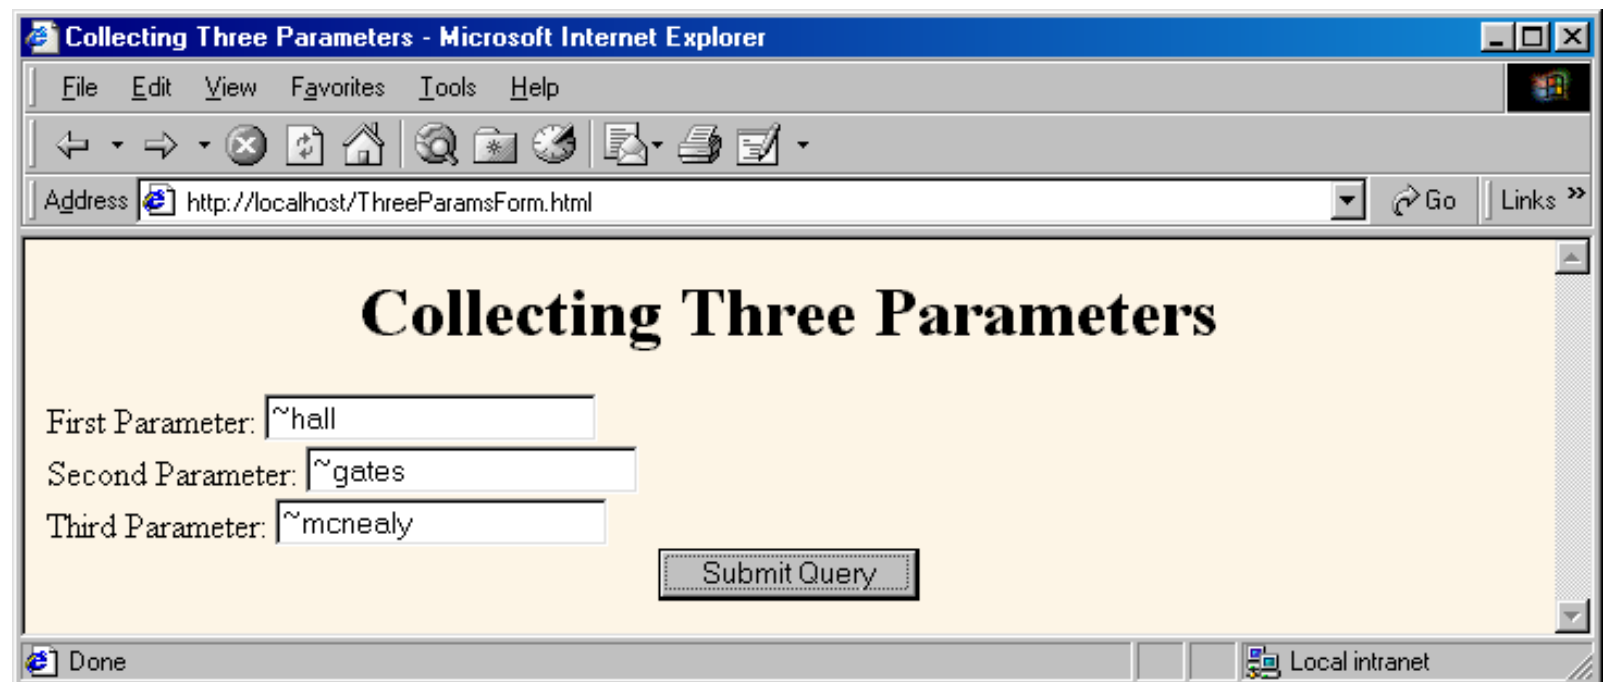 Collecting Three Parameters - Microsoft Internet Explorer
File Edit View Favorites Tools Help
Address http://localhost/ThreeParamsForm.html Go Links »
Collecting Three Parameters
First Parameter: ~hall
Second Parameter: ~gates
Third Parameter: ~mcnealy
Submit Query
Done Local intranet